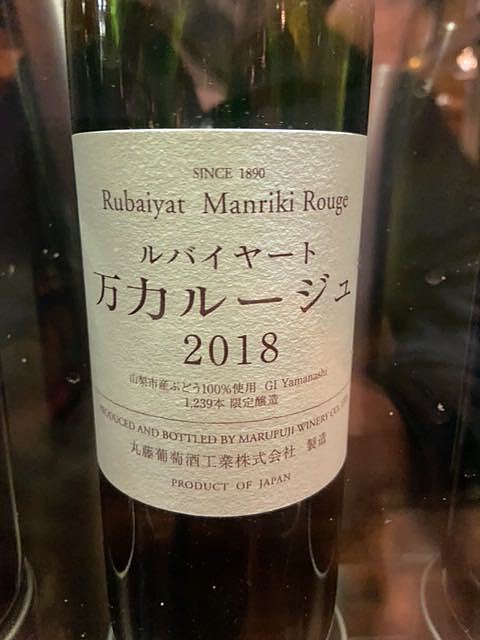 SINCE 1890
Rubaiyat Manriki Rouge
ルバイヤート
万力ルージュ
2018
山梨市産ぶどう100%使用 GI Yamanashi
1,239本 限定醸造
PRODUCED AND BOTTLED BY MARUFUJI WINERY CO.
丸藤葡萄酒工業株式会社 製造
PRODUCT OF JAPAN